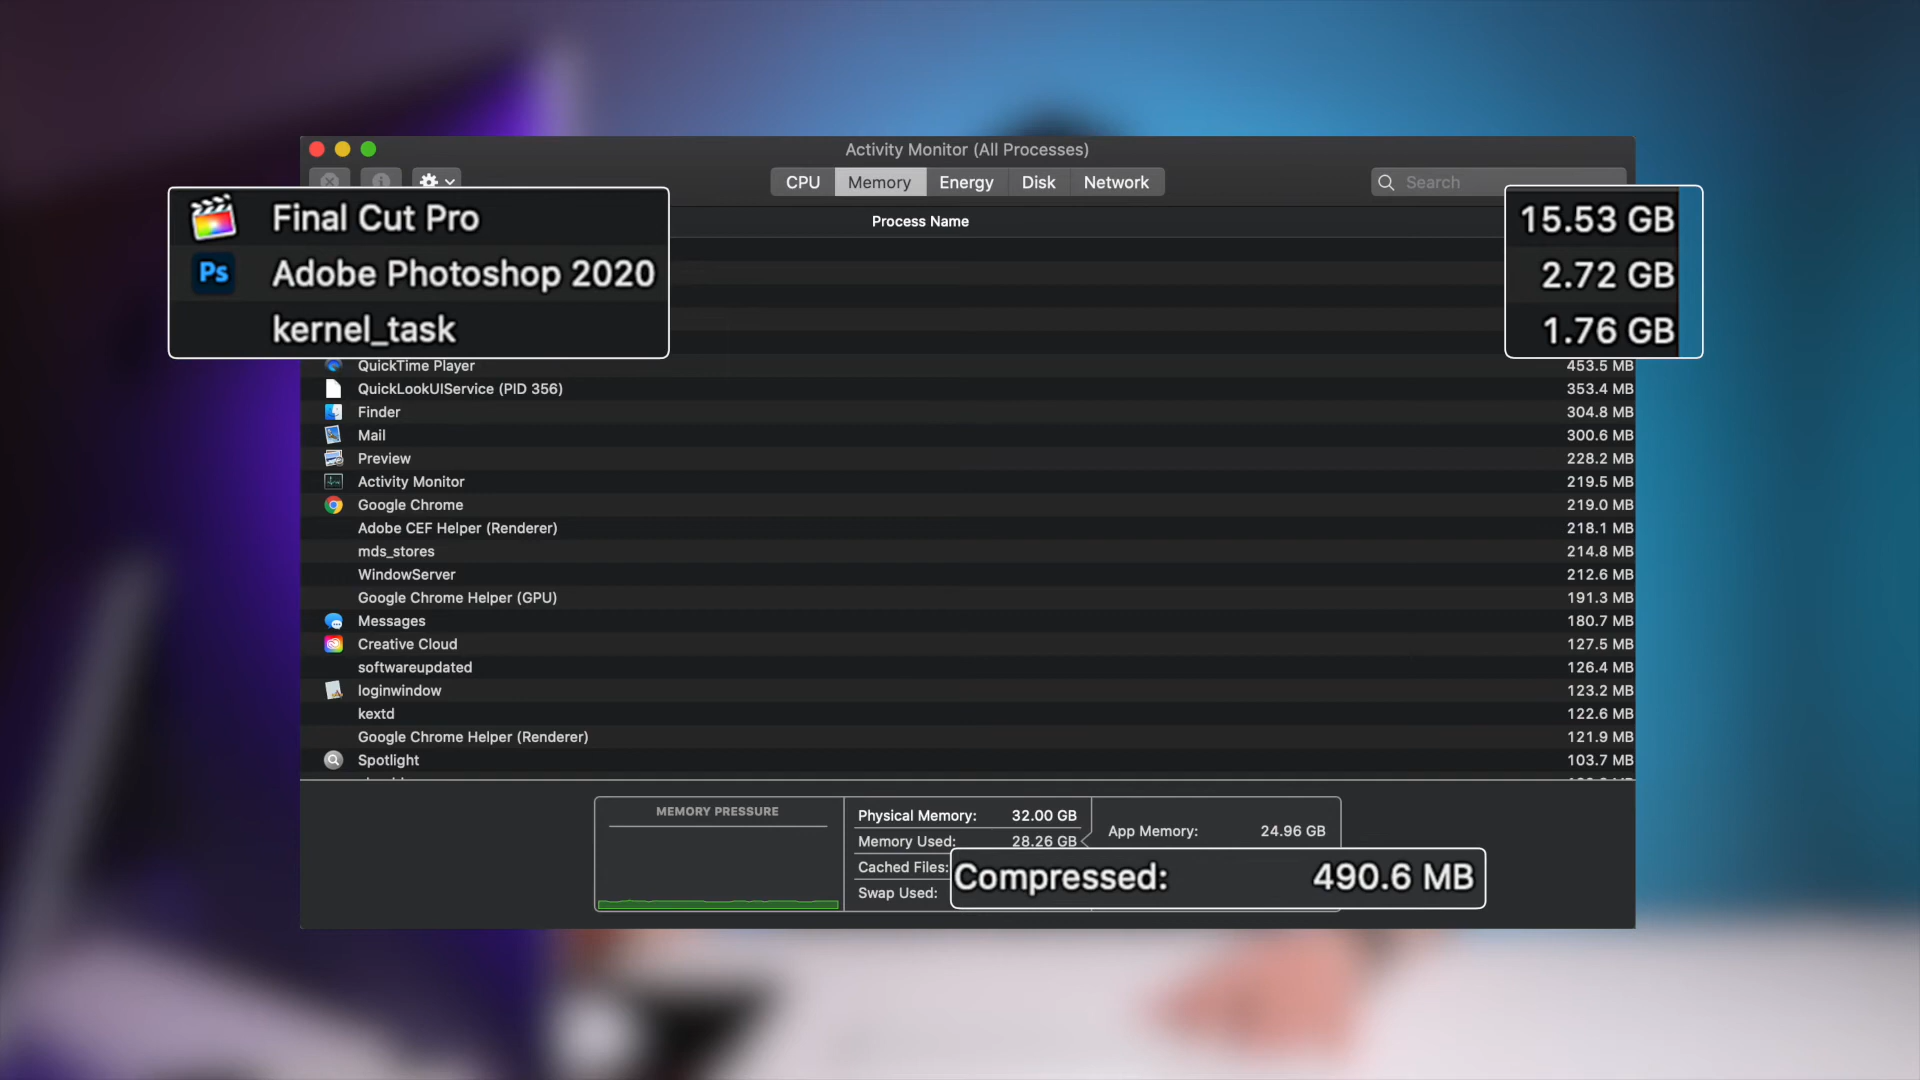 Activity Monitor (All Processes)
CPU Memory Energy Disk Network
Search
Process Name
Final Cut Pro 15.53 GB
Ps Adobe Photoshop 2020 2.72 GB
kernel_task 1.76 GB
QuickTime Player 453.5 MB
QuickLookUIService (PID 356) 353.4 MB
Finder 304.8 MB
Mail 300.6 MB
Preview 228.2 MB
Activity Monitor 219.5 MB
Google Chrome 219.0 MB
Adobe CEF Helper (Renderer) 218.1 MB
mds_stores 214.8 MB
WindowServer 212.6 MB
Google Chrome Helper (GPU) 191.3 MB
Messages 180.7 MB
Creative Cloud 127.5 MB
softwareupdated 126.4 MB
loginwindow 123.2 MB
kextd 122.6 MB
Google Chrome Helper (Renderer) 121.9 MB
Spotlight 103.7 MB
MEMORY PRESSURE
Physical Memory: 32.00 GB
Memory Used: 28.26 GB
App Memory: 24.96 GB
Cached Files:
Compressed: 490.6 MB
Swap Used: